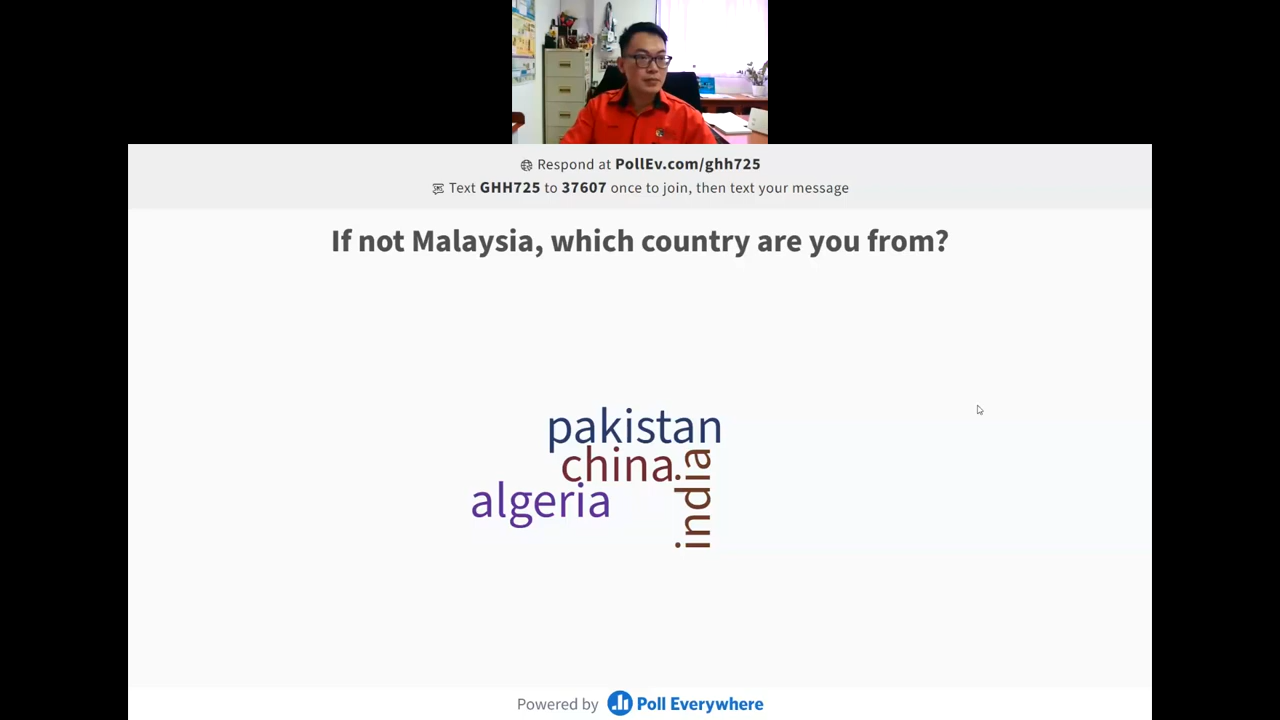 Respond at PollEv.com/ghh725
Text GHH725 to 37607 once to join, then text your message
If not Malaysia, which country are you from?
pakistan
china
algeria
india
Powered by Poll Everywhere